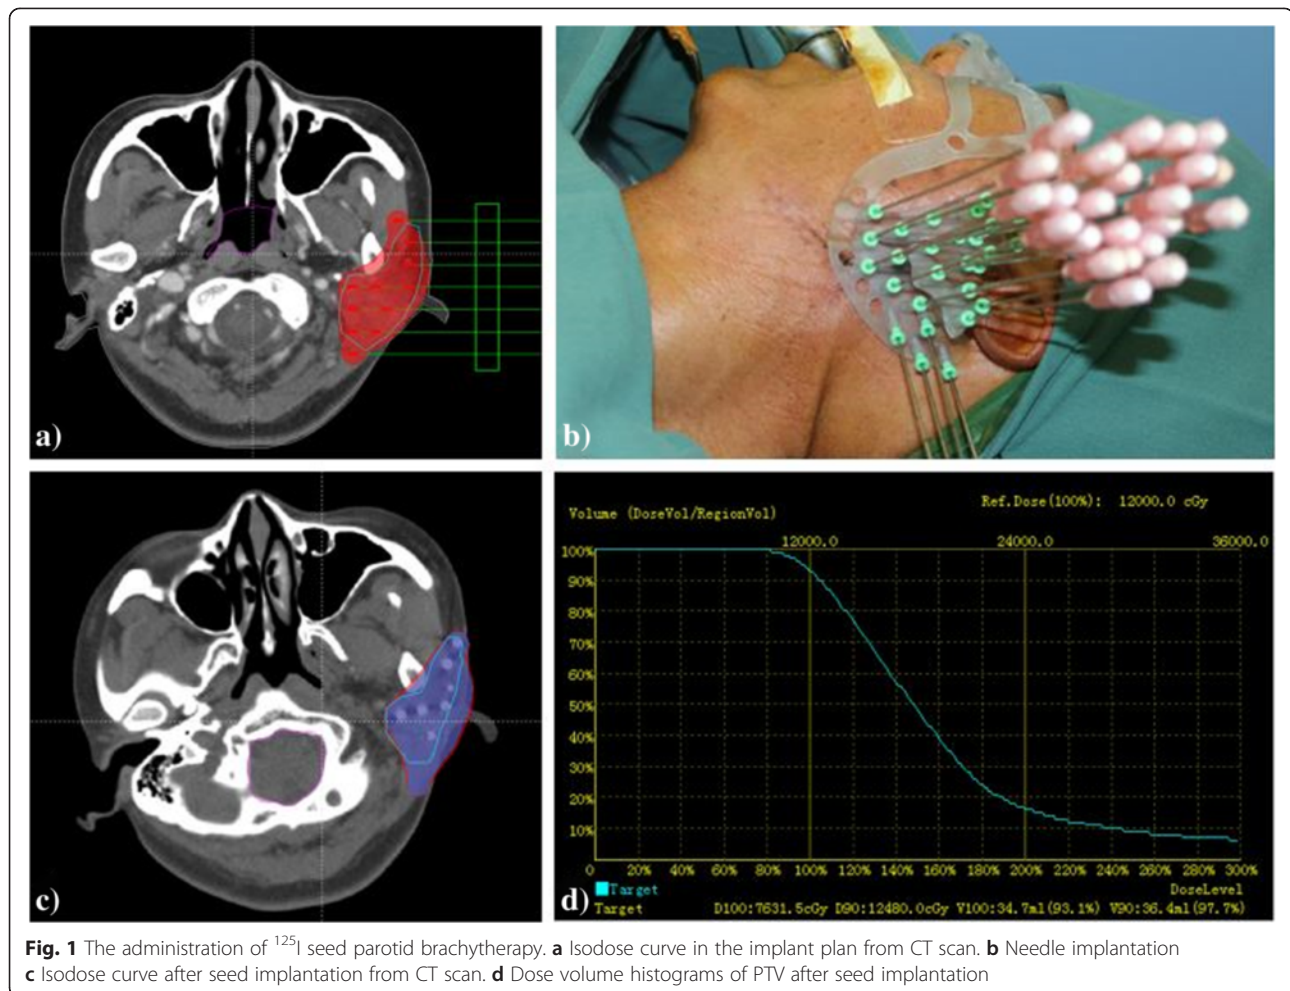 a)
b)
c)
Ref.Dose(100%): 12000.0 cGy
Volume (DoseVol/RegionVol)
12000.0 24000.0 36000.0
100%
90%
80%
70%
60%
50%
40%
30%
20%
10%
0 20% 40% 60% 80% 100% 120% 140% 160% 180% 200% 220% 240% 260% 280% 300%
Target DoseLevel
Target D100:7631.5cGy D90:12480.0cGy V100:34.7ml(93.1%) V90:36.4ml(97.7%)
d)
Fig. 1 The administration of ¹²⁵I seed parotid brachytherapy. a Isodose curve in the implant plan from CT scan. b Needle implantation
c Isodose curve after seed implantation from CT scan. d Dose volume histograms of PTV after seed implantation